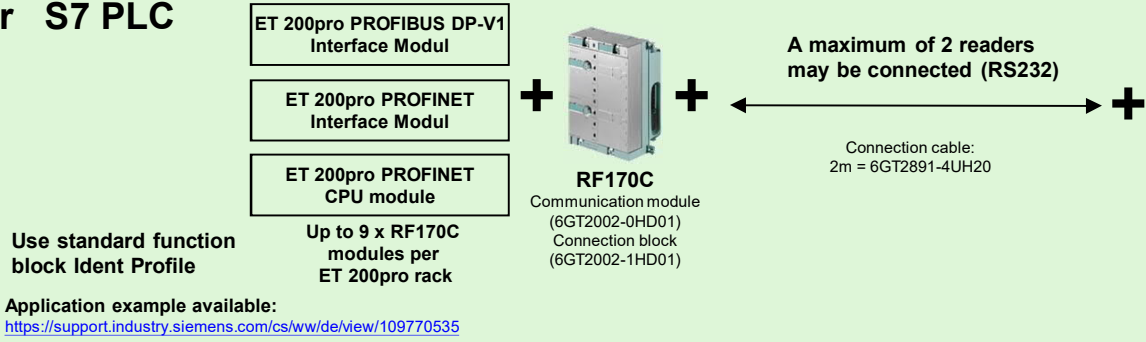 r S7 PLC
ET 200pro PROFIBUS DP-V1
Interface Modul
ET 200pro PROFINET
Interface Modul
ET 200pro PROFINET
CPU module
Up to 9 x RF170C
modules per
ET 200pro rack
+
RF170C
Communication module
(6GT2002-0HD01)
Connection block
(6GT2002-1HD01)
+
A maximum of 2 readers
may be connected (RS232)
Connection cable:
2m = 6GT2891-4UH20
+
Use standard function
block Ident Profile
Application example available:
https://support.industry.siemens.com/cs/ww/de/view/109770535